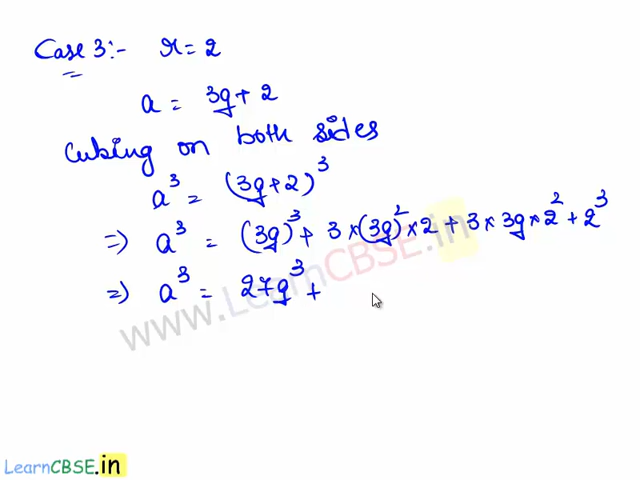 Case 3:- r = 2
a = 3q + 2
Cubing on both sides
a³ = (3q + 2)³
⇒ a³ = (3q)³ + 3 × (3q)² × 2 + 3 × 3q × 2² + 2³
⇒ a³ = 27q³ +
www.LearnCBSE.in
LearnCBSE.in